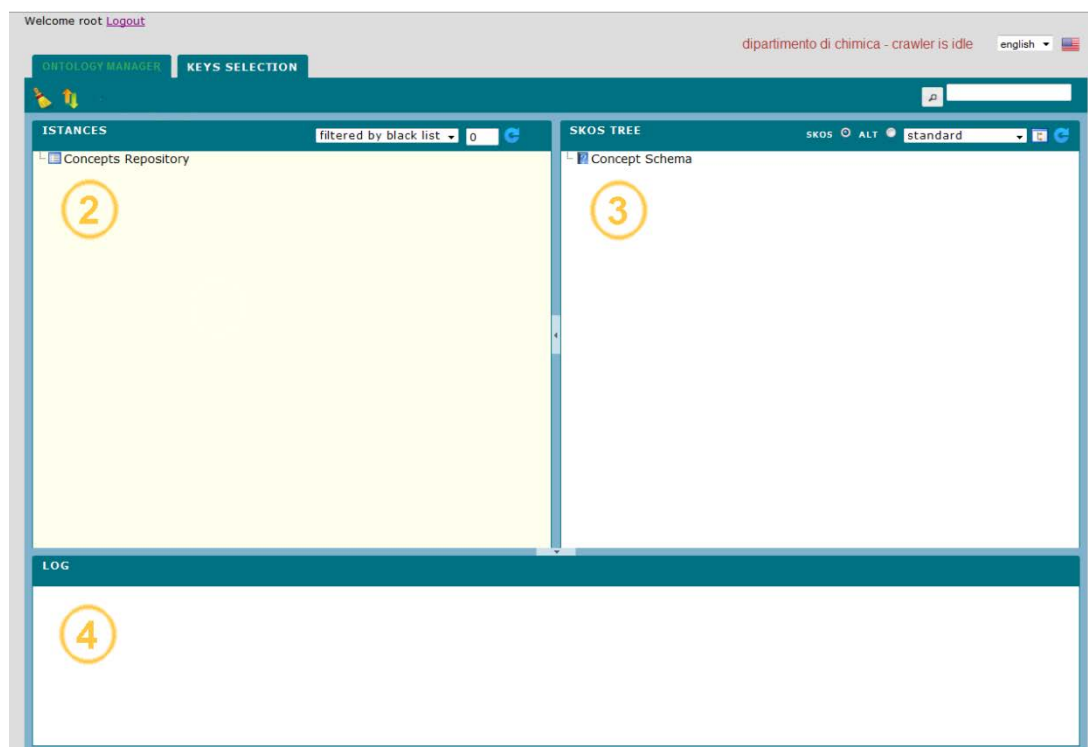 Welcome root Logout
dipartimento di chimica - crawler is idle english
ONTOLOGY MANAGER KEYS SELECTION
ISTANCES filtered by black list 0
SKOS TREE SKOS ALT standard
Concepts Repository
Concept Schema
2
3
LOG
4